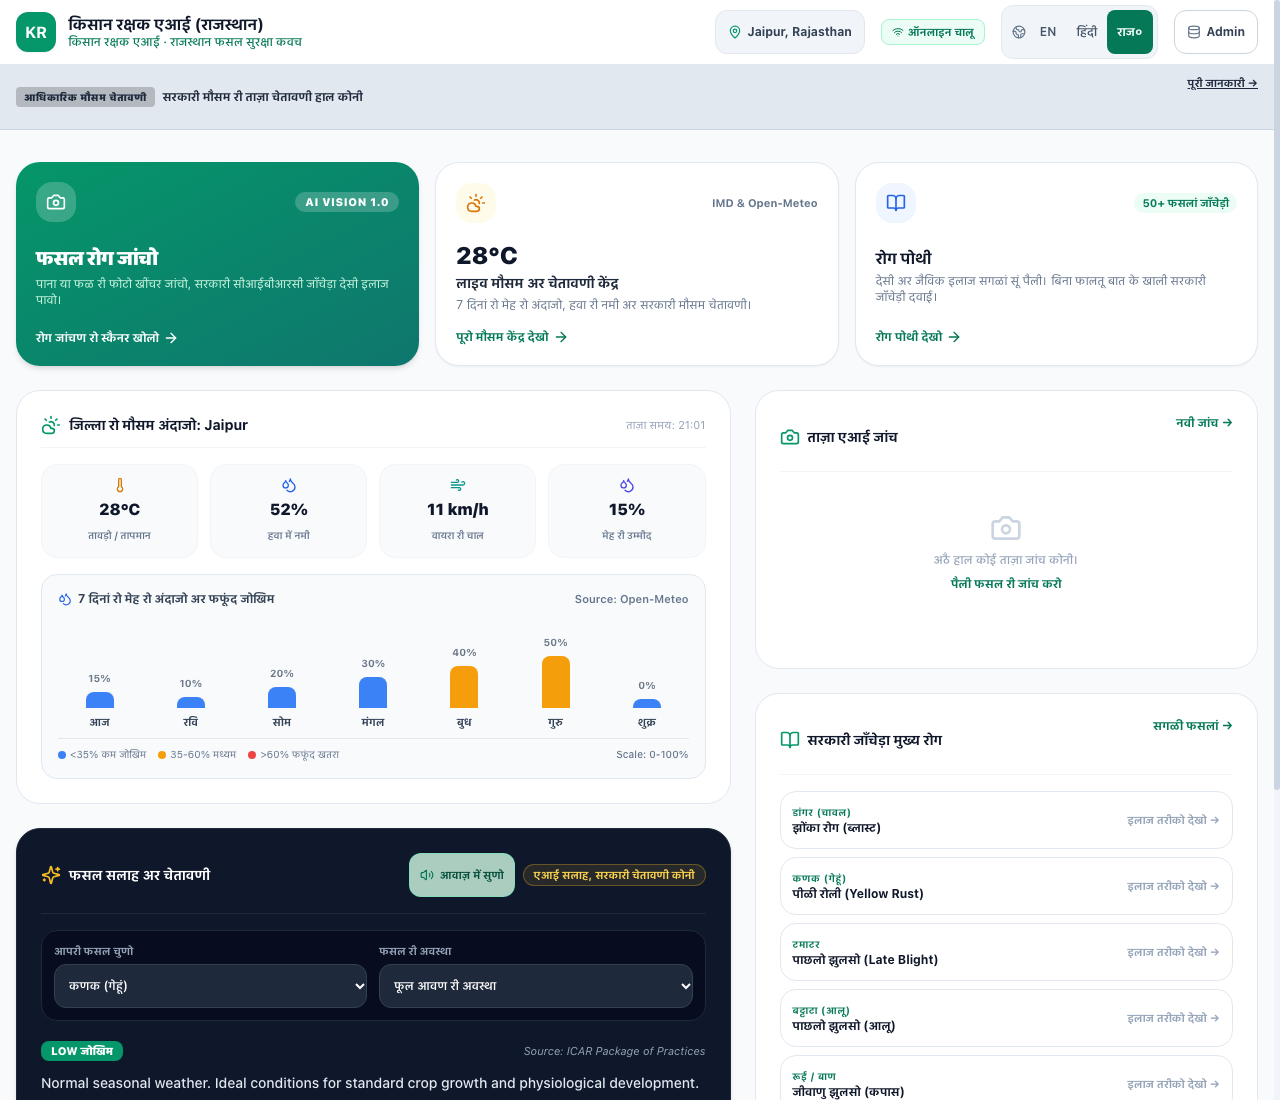 KR
किसान रक्षक एआई (राजस्थान)
किसान रक्षक एआई · राजस्थान फसल सुरक्षा कवच
Jaipur, Rajasthan
ऑनलाइन चालू
EN
हिंदी
राज०
Admin
आधिकारिक मौसम चेतावणी
सरकारी मौसम री ताज़ा चेतावणी हाल कोनी
पूरी जानकारी →
AI VISION 1.0
फसल रोग जांचो
पाना या फळ री फोटो खींचर जांचो, सरकारी सीआईबीआरसी जाँचेड़ा देसी इलाज
पावो।
रोग जांचण रो स्कैनर खोलो →
IMD & Open-Meteo
28°C
लाइव मौसम अर चेतावणी केंद्र
7 दिनां रो मेह रो अंदाजो, हवा री नमी अर सरकारी मौसम चेतावणी।
पूरो मौसम केंद्र देखो →
50+ फसलां जाँचेड़ी
रोग पोथी
देसी अर जैविक इलाज सगळां सूं पैली। बिना फालतू बात के खाली सरकारी
जाँचेड़ी दवाई।
रोग पोथी देखो →
जिल्ला रो मौसम अंदाजो: Jaipur
ताजा समय: 21:01
28°C
तावड़ो / तापमान
52%
हवा में नमी
11 km/h
वायरा री चाल
15%
मेह री उम्मीद
7 दिनां रो मेह रो अंदाजो अर फफूंद जोखिम
Source: Open-Meteo
15%
10%
20%
30%
40%
50%
0%
आज
रवि
सोम
मंगल
बुध
गुरु
शुक्र
<35% कम जोखिम
35-60% मध्यम
>60% फफूंद खतरा
Scale: 0-100%
ताज़ा एआई जांच
नवी जांच →
अठै हाल कोई ताज़ा जांच कोनी।
पैली फसल री जांच करो
सरकारी जाँचेड़ा मुख्य रोग
सगळी फसलां →
डांगर (चावल)
झोंका रोग (ब्लास्ट)
इलाज तरीको देखो →
कणक (गेहूं)
पीळी रोली (Yellow Rust)
इलाज तरीको देखो →
टमाटर
पाछलो झुलसो (Late Blight)
इलाज तरीको देखो →
बट्टाटा (आलू)
पाछलो झुलसो (आलू)
इलाज तरीको देखो →
रूई / वाण
जीवाणु झुलसो (कपास)
इलाज तरीको देखो →
फसल सलाह अर चेतावणी
आवाज़ में सुणो
एआई सलाह, सरकारी चेतावणी कोनी
आपरी फसल चुणो
कणक (गेहूं)
फसल री अवस्था
फूल आवण री अवस्था
LOW जोखिम
Source: ICAR Package of Practices
Normal seasonal weather. Ideal conditions for standard crop growth and physiological development.